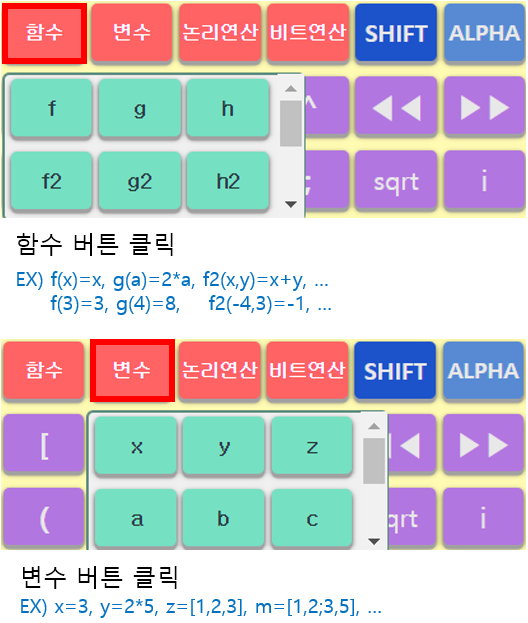 함수 변수 논리연산 비트연산 SHIFT ALPHA
f g h ^ ◀◀ ▶▶
f2 g2 h2 ; sqrt i
함수 버튼 클릭
EX) f(x)=x, g(a)=2*a, f2(x,y)=x+y, ...
f(3)=3, g(4)=8, f2(-4,3)=-1, ...
함수 변수 논리연산 비트연산 SHIFT ALPHA
[ x y z ◀ ▶▶
( a b c qrt i
변수 버튼 클릭
EX) x=3, y=2*5, z=[1,2,3], m=[1,2;3,5], ...